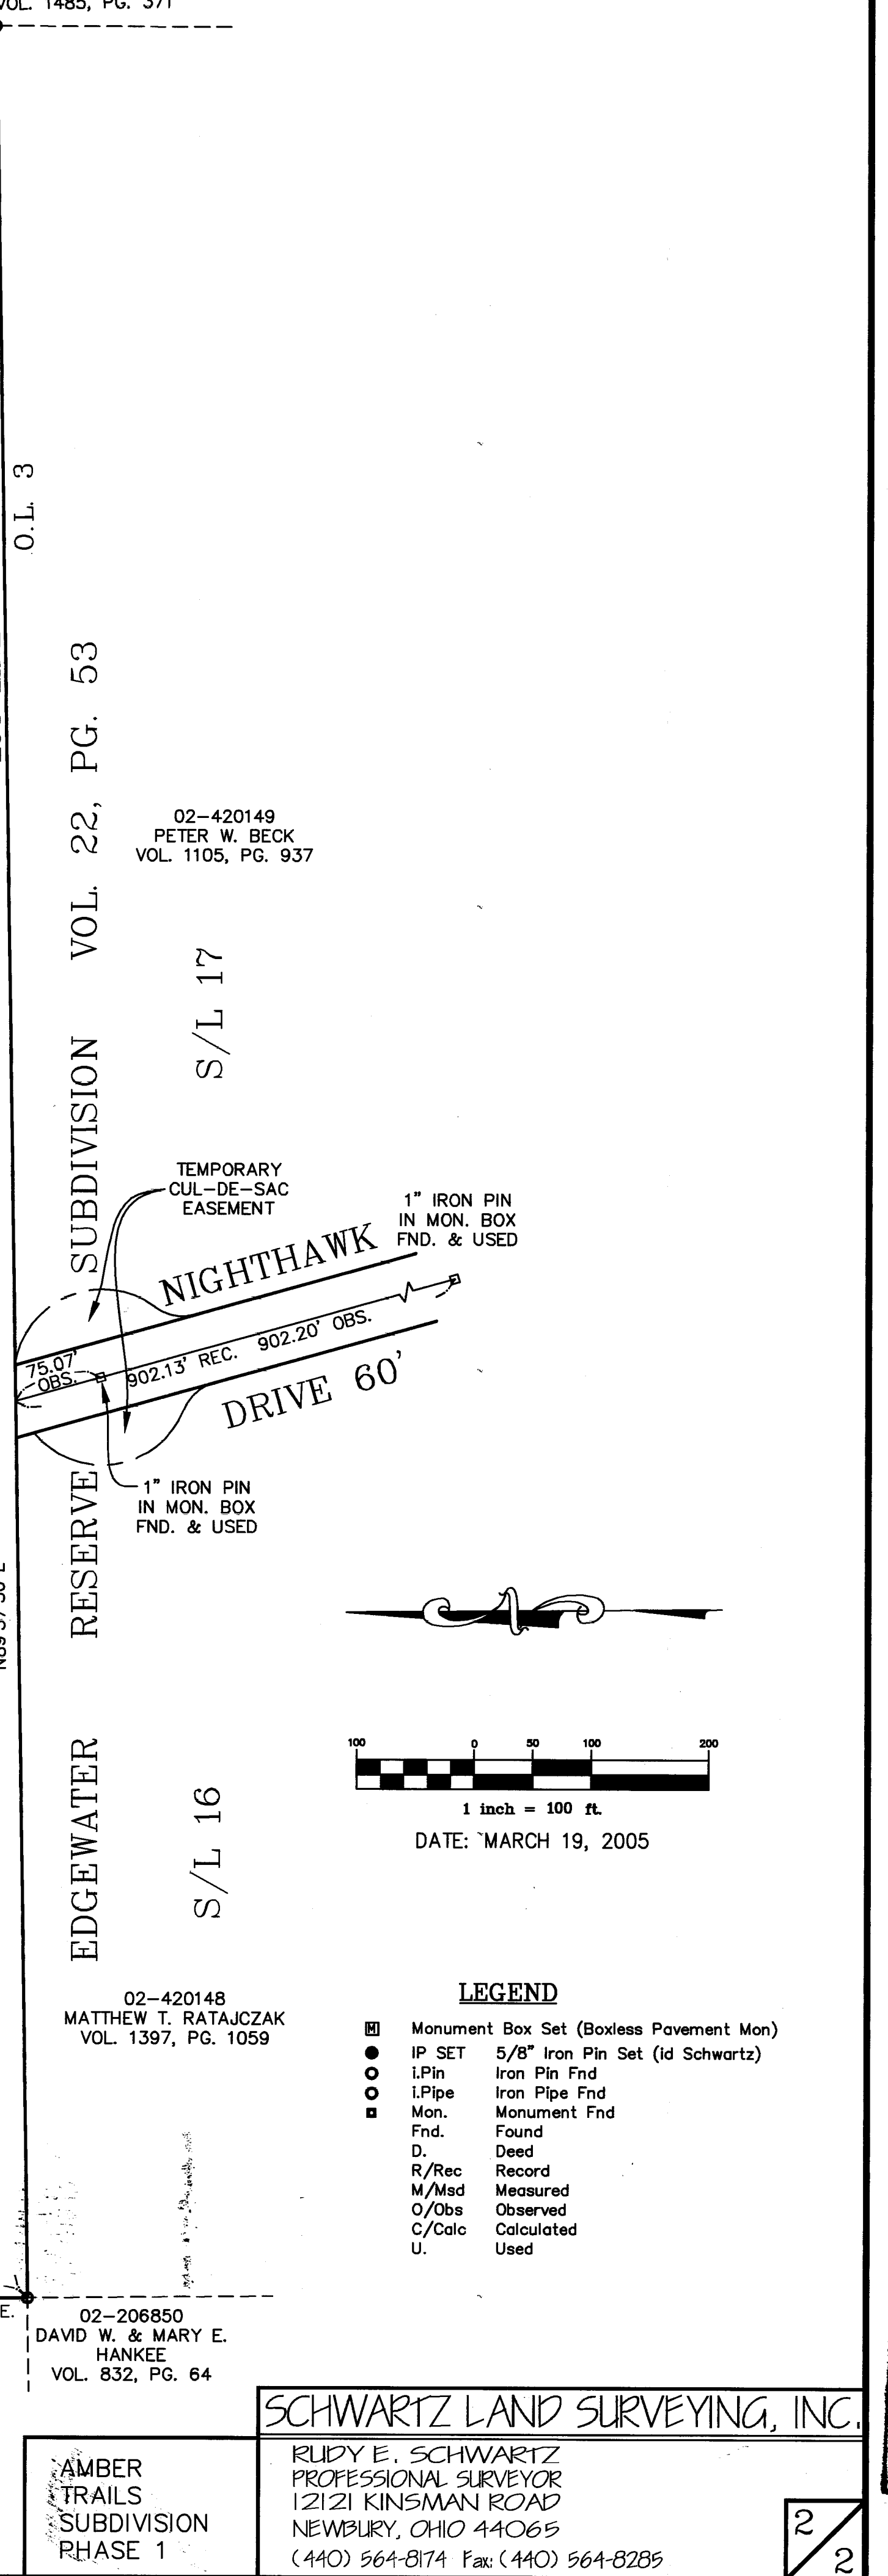 VOL. 1485, PG. 371
O.L. 3
EDGEWATER RESERVE SUBDIVISION VOL. 22, PG. 53
02-420149
PETER W. BECK
VOL. 1105, PG. 937
S/L 17
TEMPORARY
CUL-DE-SAC
EASEMENT
1" IRON PIN
IN MON. BOX
FND. & USED
NIGHTHAWK
75.07'
OBS.
902.13' REC. 902.20' OBS.
DRIVE 60'
1" IRON PIN
IN MON. BOX
FND. & USED
100 0 50 100 200
1 inch = 100 ft.
DATE: MARCH 19, 2005
S/L 16
02-420148
MATTHEW T. RATAJCZAK
VOL. 1397, PG. 1059
LEGEND
M Monument Box Set (Boxless Pavement Mon)
IP SET 5/8" Iron Pin Set (id Schwartz)
i.Pin Iron Pin Fnd
i.Pipe Iron Pipe Fnd
Mon. Monument Fnd
Fnd. Found
D. Deed
R/Rec Record
M/Msd Measured
O/Obs Observed
C/Calc Calculated
U. Used
E.
02-206850
DAVID W. & MARY E.
HANKEE
VOL. 832, PG. 64
SCHWARTZ LAND SURVEYING, INC.
AMBER
TRAILS
SUBDIVISION
PHASE 1
RUDY E. SCHWARTZ
PROFESSIONAL SURVEYOR
12121 KINSMAN ROAD
NEWBURY, OHIO 44065
(440) 564-8174 Fax: (440) 564-8285
2
2